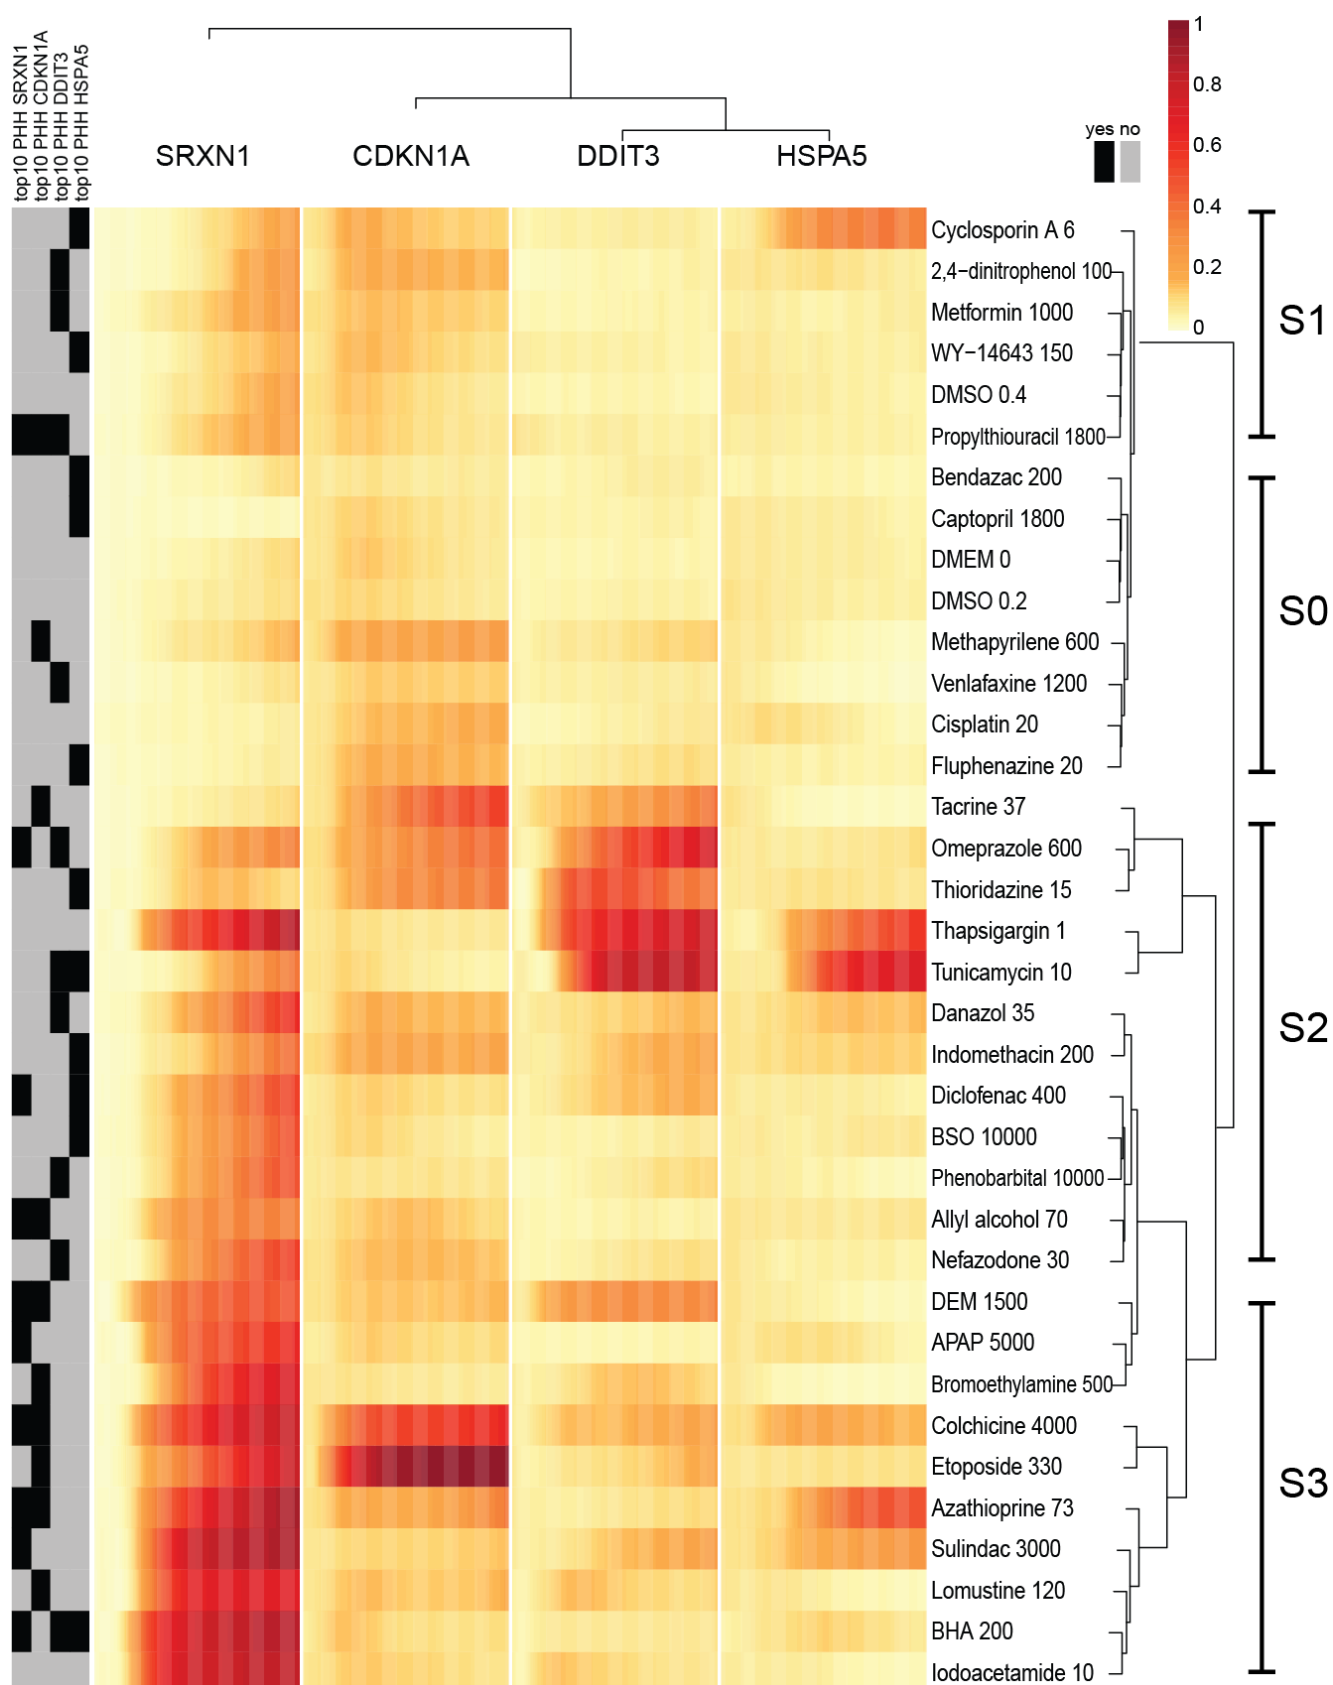 top10 PHH SRXN1
top10 PHH CDKN1A
top10 PHH DDIT3
top10 PHH HSPA5
SRXN1
CDKN1A
DDIT3
HSPA5
yes no
1
0.8
0.6
0.4
0.2
0
Cyclosporin A 6
2,4−dinitrophenol 100
Metformin 1000
WY−14643 150
DMSO 0.4
Propylthiouracil 1800
Bendazac 200
Captopril 1800
DMEM 0
DMSO 0.2
Methapyrilene 600
Venlafaxine 1200
Cisplatin 20
Fluphenazine 20
Tacrine 37
Omeprazole 600
Thioridazine 15
Thapsigargin 1
Tunicamycin 10
Danazol 35
Indomethacin 200
Diclofenac 400
BSO 10000
Phenobarbital 10000
Allyl alcohol 70
Nefazodone 30
DEM 1500
APAP 5000
Bromoethylamine 500
Colchicine 4000
Etoposide 330
Azathioprine 73
Sulindac 3000
Lomustine 120
BHA 200
Iodoacetamide 10
S1
S0
S2
S3